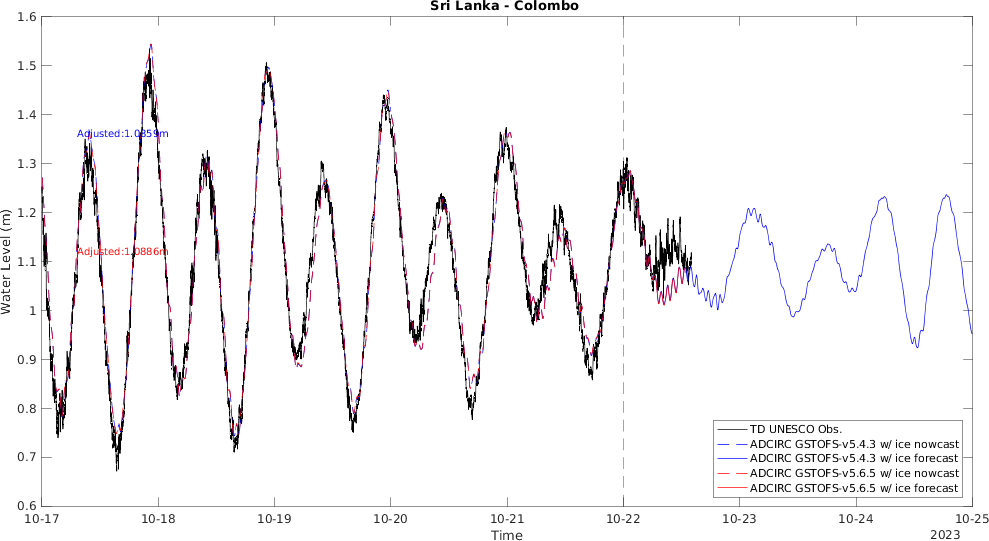 Sri Lanka - Colombo
Water Level (m)
1.6
1.5
1.4
1.3
1.2
1.1
1
0.9
0.8
0.7
0.6
Adjusted:1.0359m
Adjusted:1.0886m
TD UNESCO Obs.
ADCIRC GSTOFS-v5.4.3 w/ ice nowcast
ADCIRC GSTOFS-v5.4.3 w/ ice forecast
ADCIRC GSTOFS-v5.6.5 w/ ice nowcast
ADCIRC GSTOFS-v5.6.5 w/ ice forecast
10-17 10-18 10-19 10-20 10-21 10-22 10-23 10-24 10-25
Time
2023